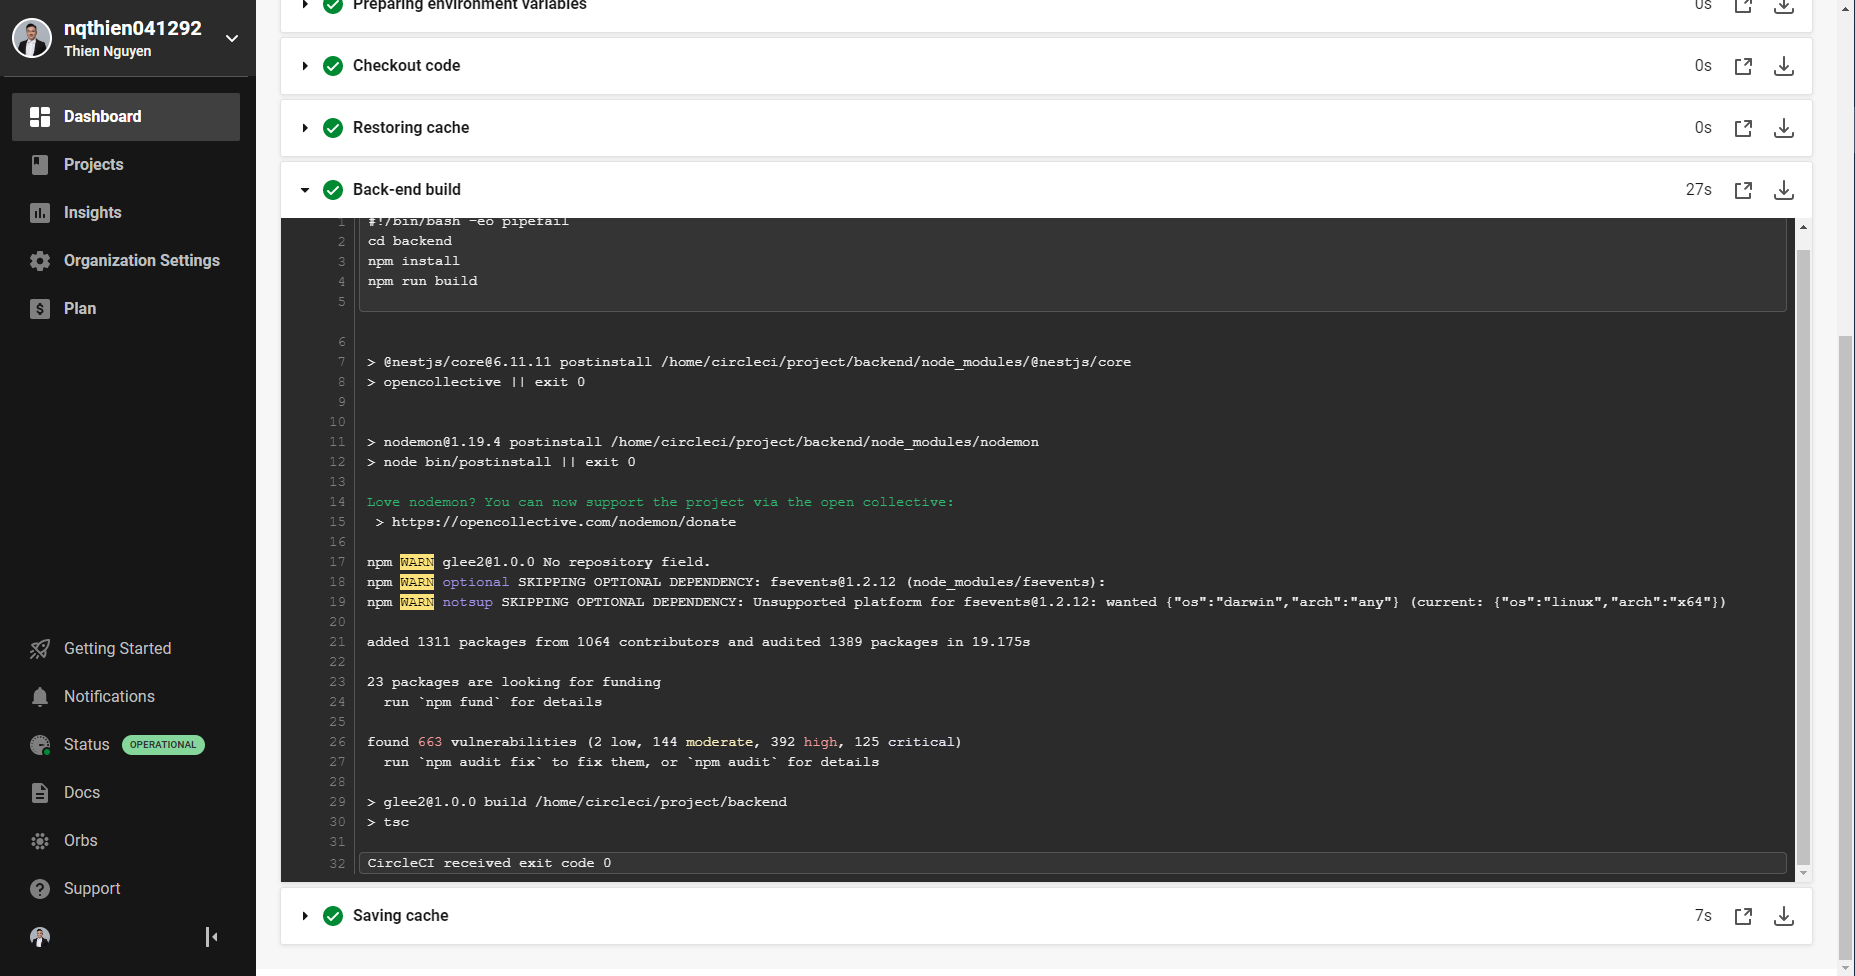 nqthien041292
Thien Nguyen
Dashboard
Projects
Insights
Organization Settings
Plan
Getting Started
Notifications
Status OPERATIONAL
Docs
Orbs
Support
Preparing environment variables 0s
Checkout code 0s
Restoring cache 0s
Back-end build 27s
1 #!/bin/bash -eo pipefail
2 cd backend
3 npm install
4 npm run build
5
6
7 > @nestjs/core@6.11.11 postinstall /home/circleci/project/backend/node_modules/@nestjs/core
8 > opencollective || exit 0
9
10
11 > nodemon@1.19.4 postinstall /home/circleci/project/backend/node_modules/nodemon
12 > node bin/postinstall || exit 0
13
14 Love nodemon? You can now support the project via the open collective:
15 > https://opencollective.com/nodemon/donate
16
17 npm WARN glee2@1.0.0 No repository field.
18 npm WARN optional SKIPPING OPTIONAL DEPENDENCY: fsevents@1.2.12 (node_modules/fsevents):
19 npm WARN notsup SKIPPING OPTIONAL DEPENDENCY: Unsupported platform for fsevents@1.2.12: wanted {"os":"darwin","arch":"any"} (current: {"os":"linux","arch":"x64"})
20
21 added 1311 packages from 1064 contributors and audited 1389 packages in 19.175s
22
23 23 packages are looking for funding
24 run `npm fund` for details
25
26 found 663 vulnerabilities (2 low, 144 moderate, 392 high, 125 critical)
27 run `npm audit fix` to fix them, or `npm audit` for details
28
29 > glee2@1.0.0 build /home/circleci/project/backend
30 > tsc
31
32 CircleCI received exit code 0
Saving cache 7s